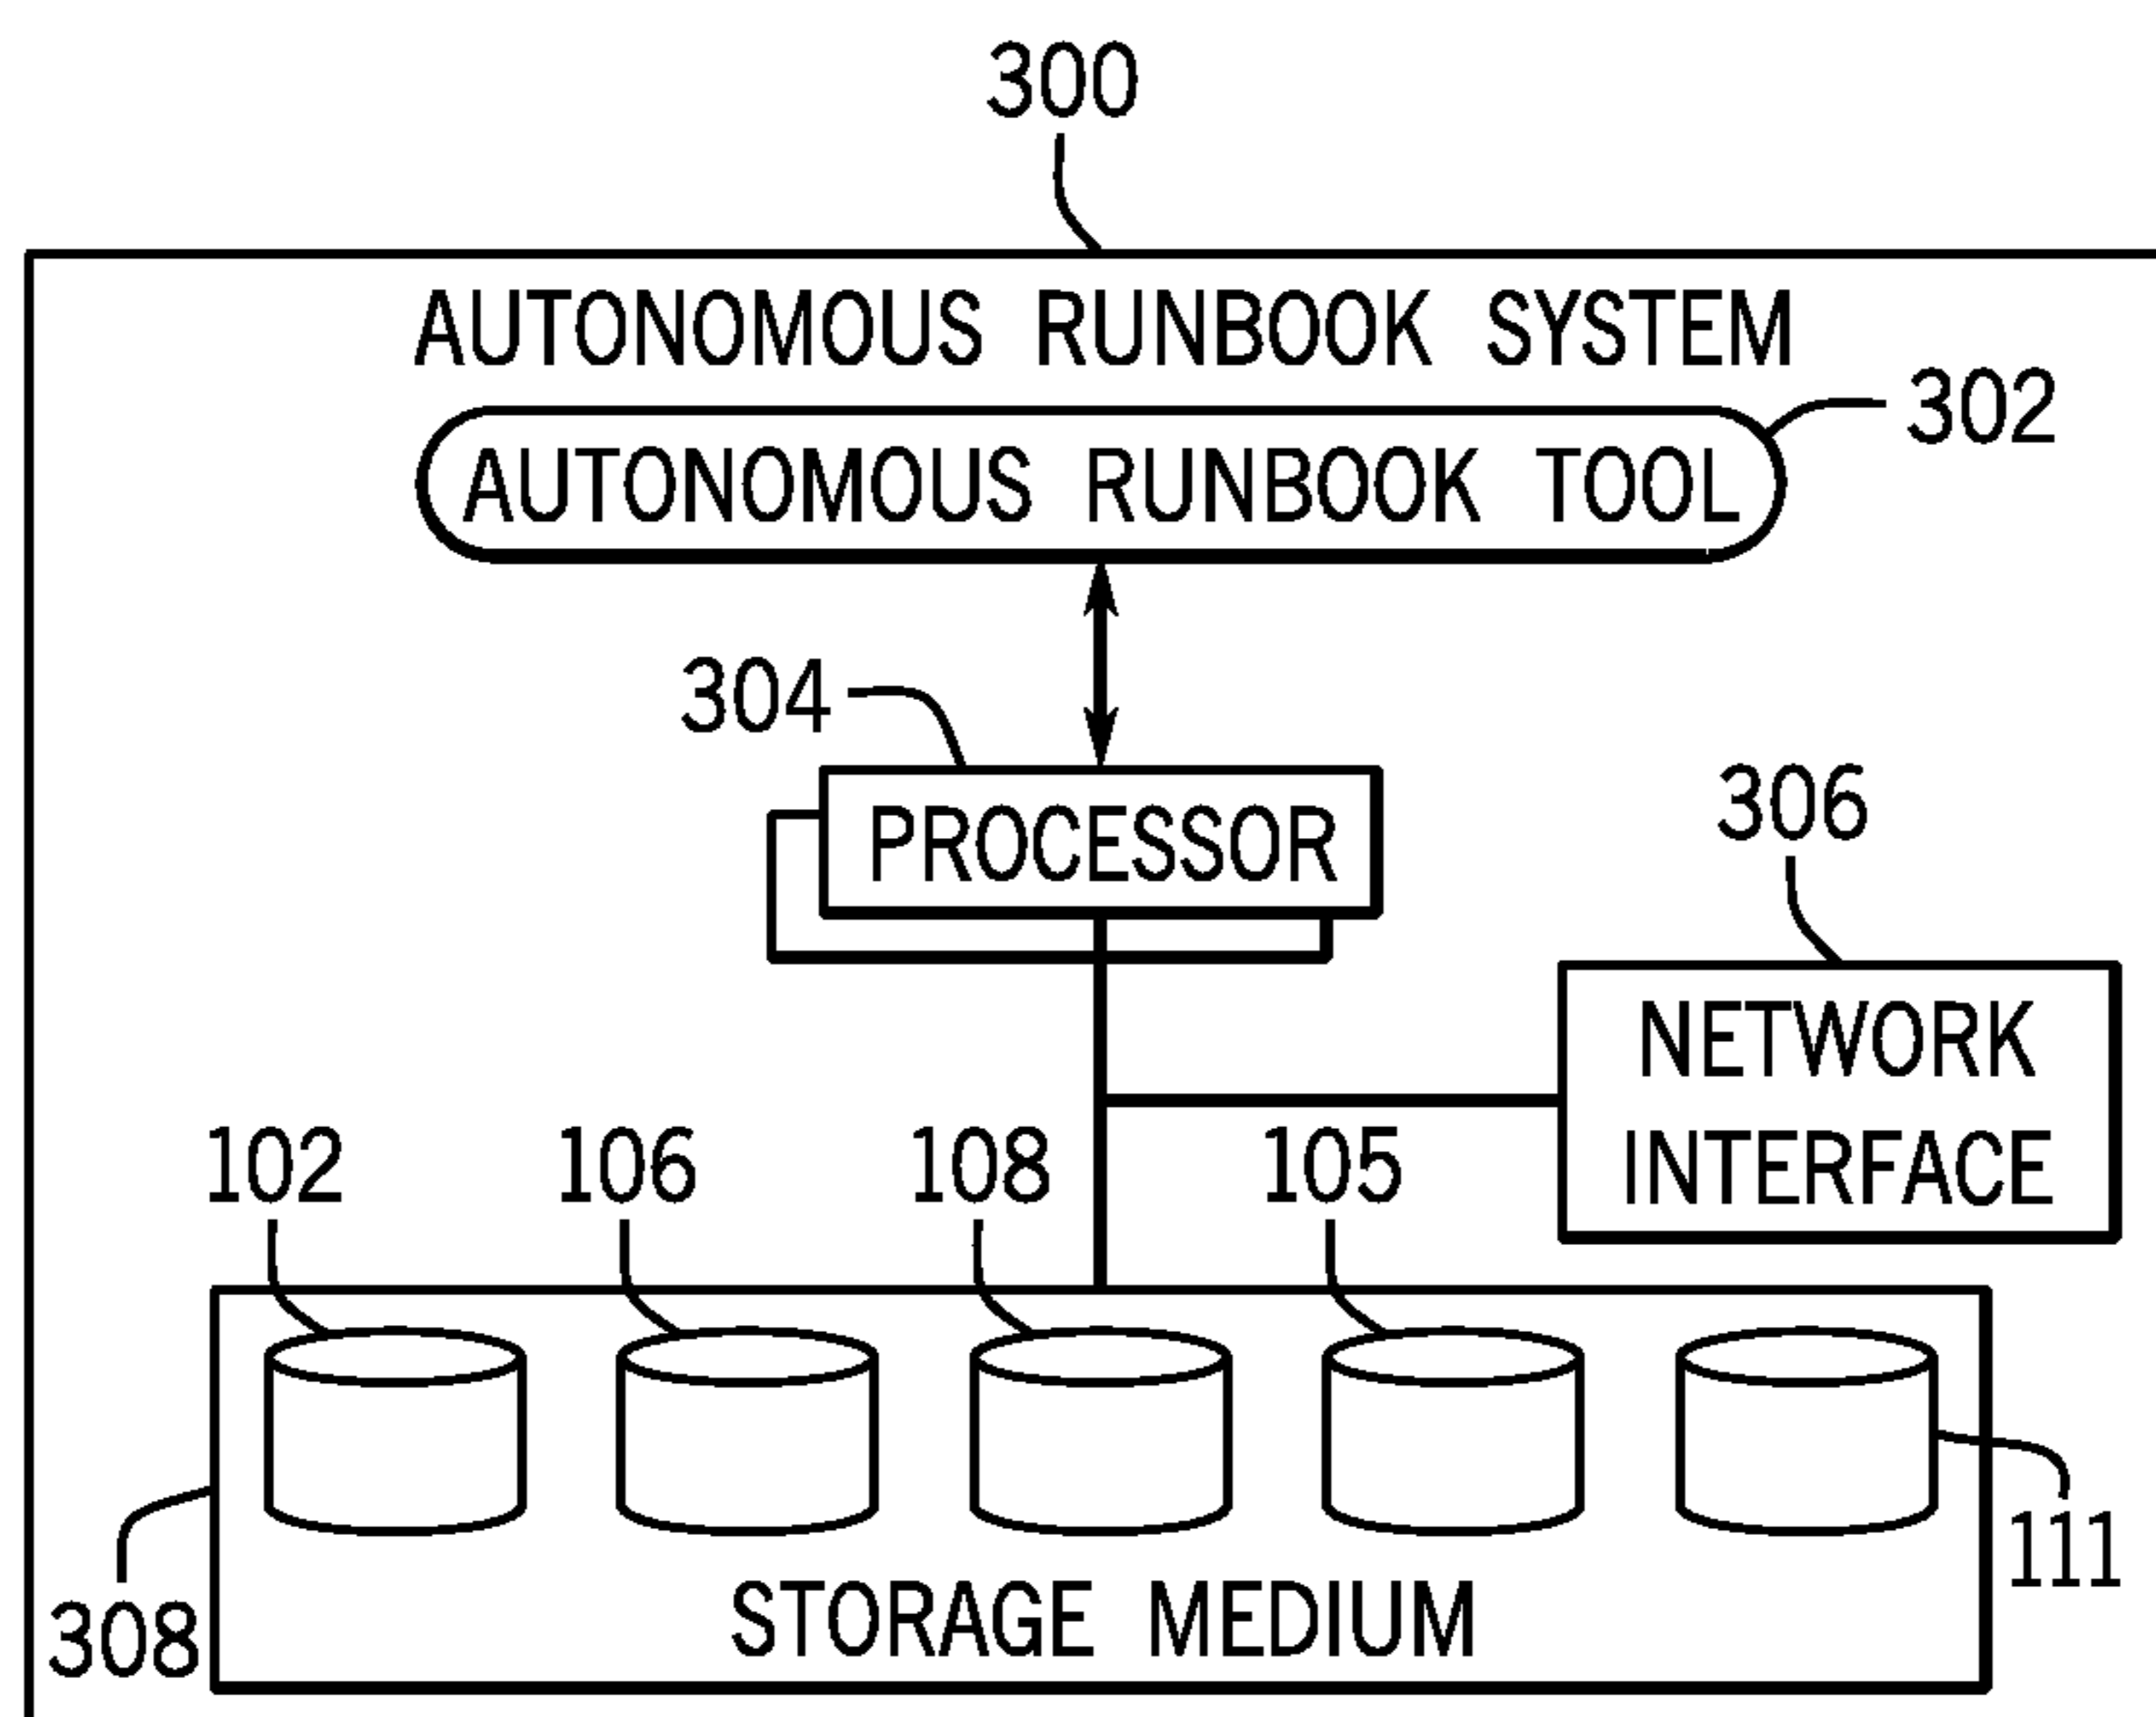 300
AUTONOMOUS RUNBOOK SYSTEM
302
AUTONOMOUS RUNBOOK TOOL
304
PROCESSOR
306
NETWORK
INTERFACE
102 106 108 105
111
308
STORAGE MEDIUM